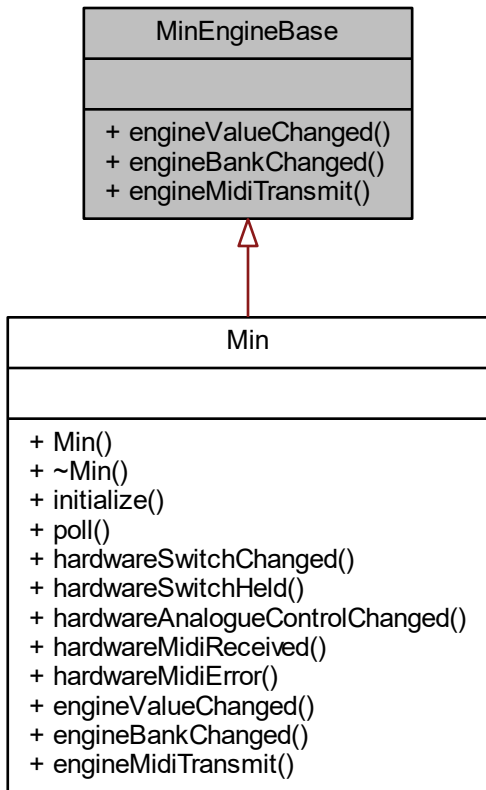 MinEngineBase
+ engineValueChanged()
+ engineBankChanged()
+ engineMidiTransmit()
Min
+ Min()
+ ~Min()
+ initialize()
+ poll()
+ hardwareSwitchChanged()
+ hardwareSwitchHeld()
+ hardwareAnalogueControlChanged()
+ hardwareMidiReceived()
+ hardwareMidiError()
+ engineValueChanged()
+ engineBankChanged()
+ engineMidiTransmit()